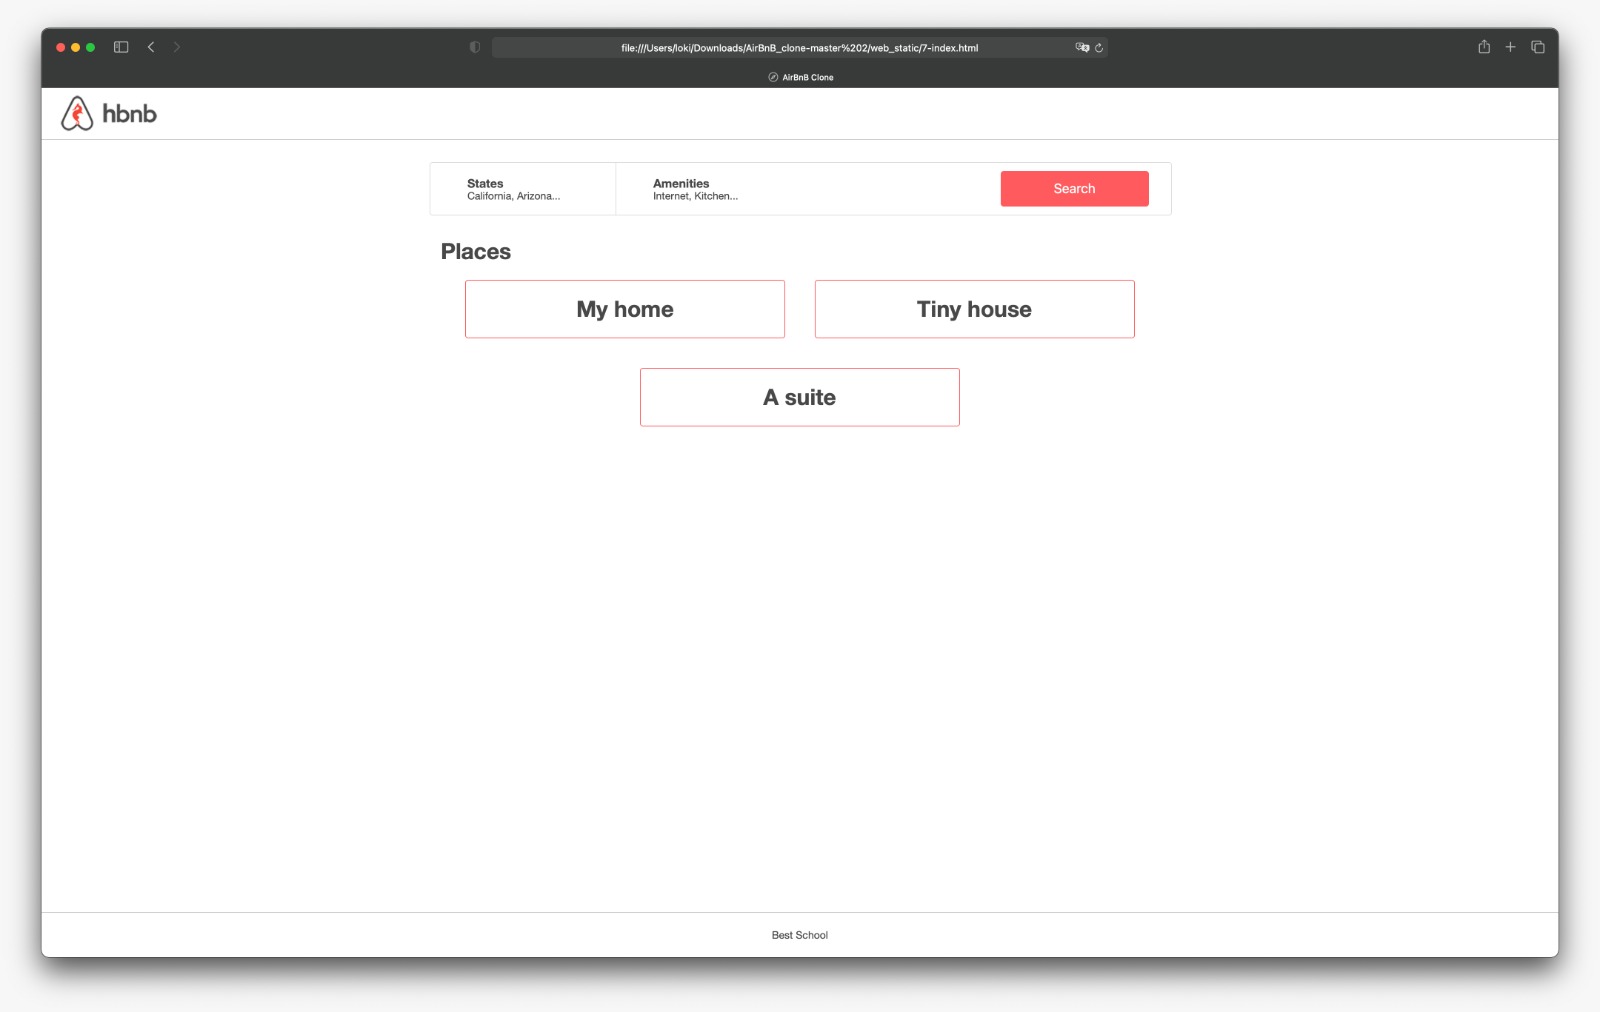 file:///Users/loki/Downloads/AirBnB_clone-master%202/web_static/7-index.html
AirBnB Clone
hbnb
States
California, Arizona...
Amenities
Internet, Kitchen...
Search
Places
My home
Tiny house
A suite
Best School